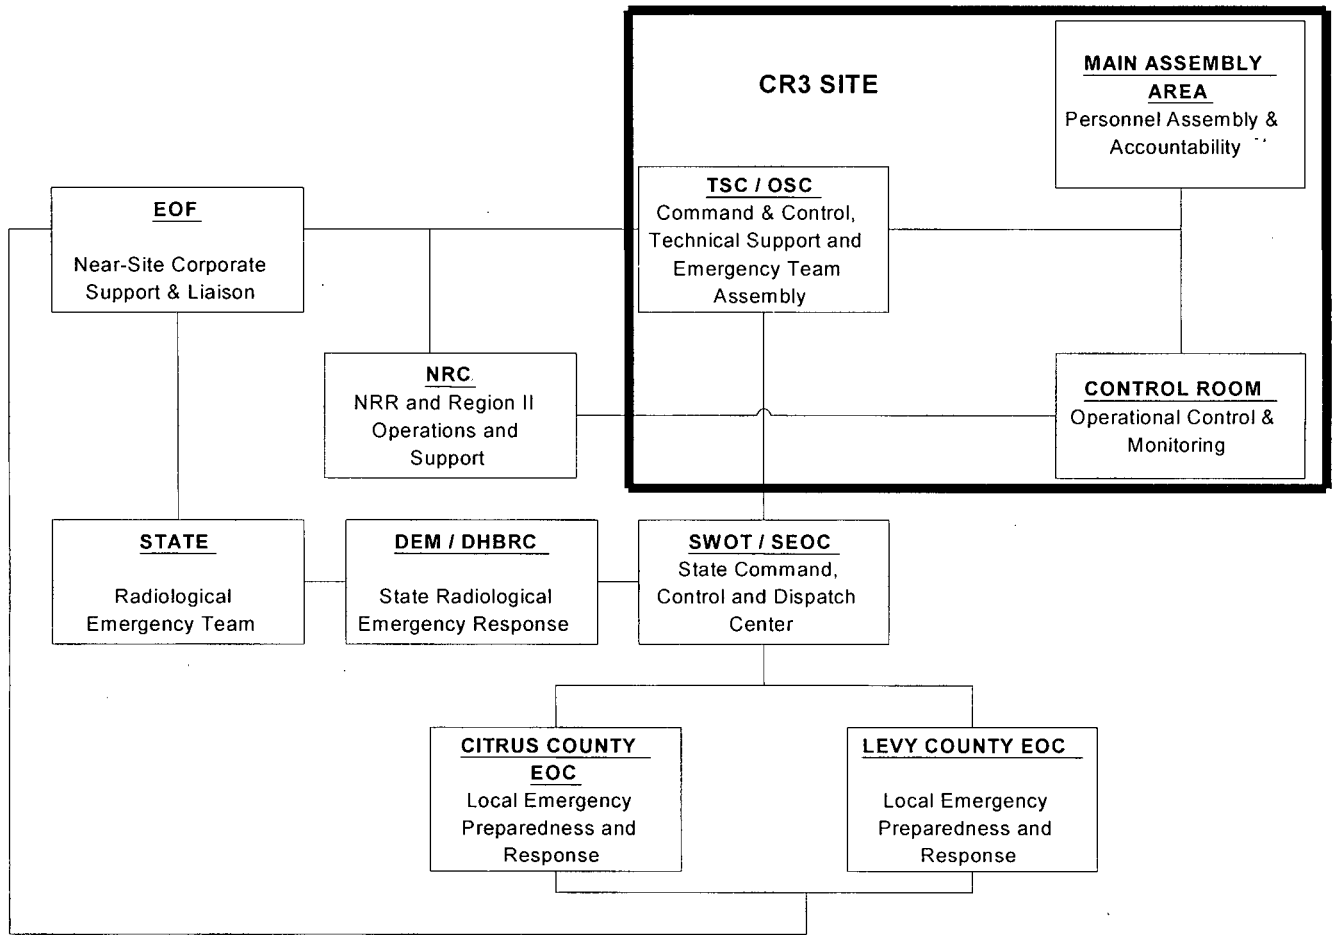 CR3 SITE
MAIN ASSEMBLY
AREA
Personnel Assembly &
Accountability
TSC / OSC
Command & Control,
Technical Support and
Emergency Team
Assembly
EOF
Near-Site Corporate
Support & Liaison
NRC
NRR and Region II
Operations and
Support
CONTROL ROOM
Operational Control &
Monitoring
STATE
Radiological
Emergency Team
DEM / DHBRC
State Radiological
Emergency Response
SWOT / SEOC
State Command,
Control and Dispatch
Center
CITRUS COUNTY
EOC
Local Emergency
Preparedness and
Response
LEVY COUNTY EOC
Local Emergency
Preparedness and
Response